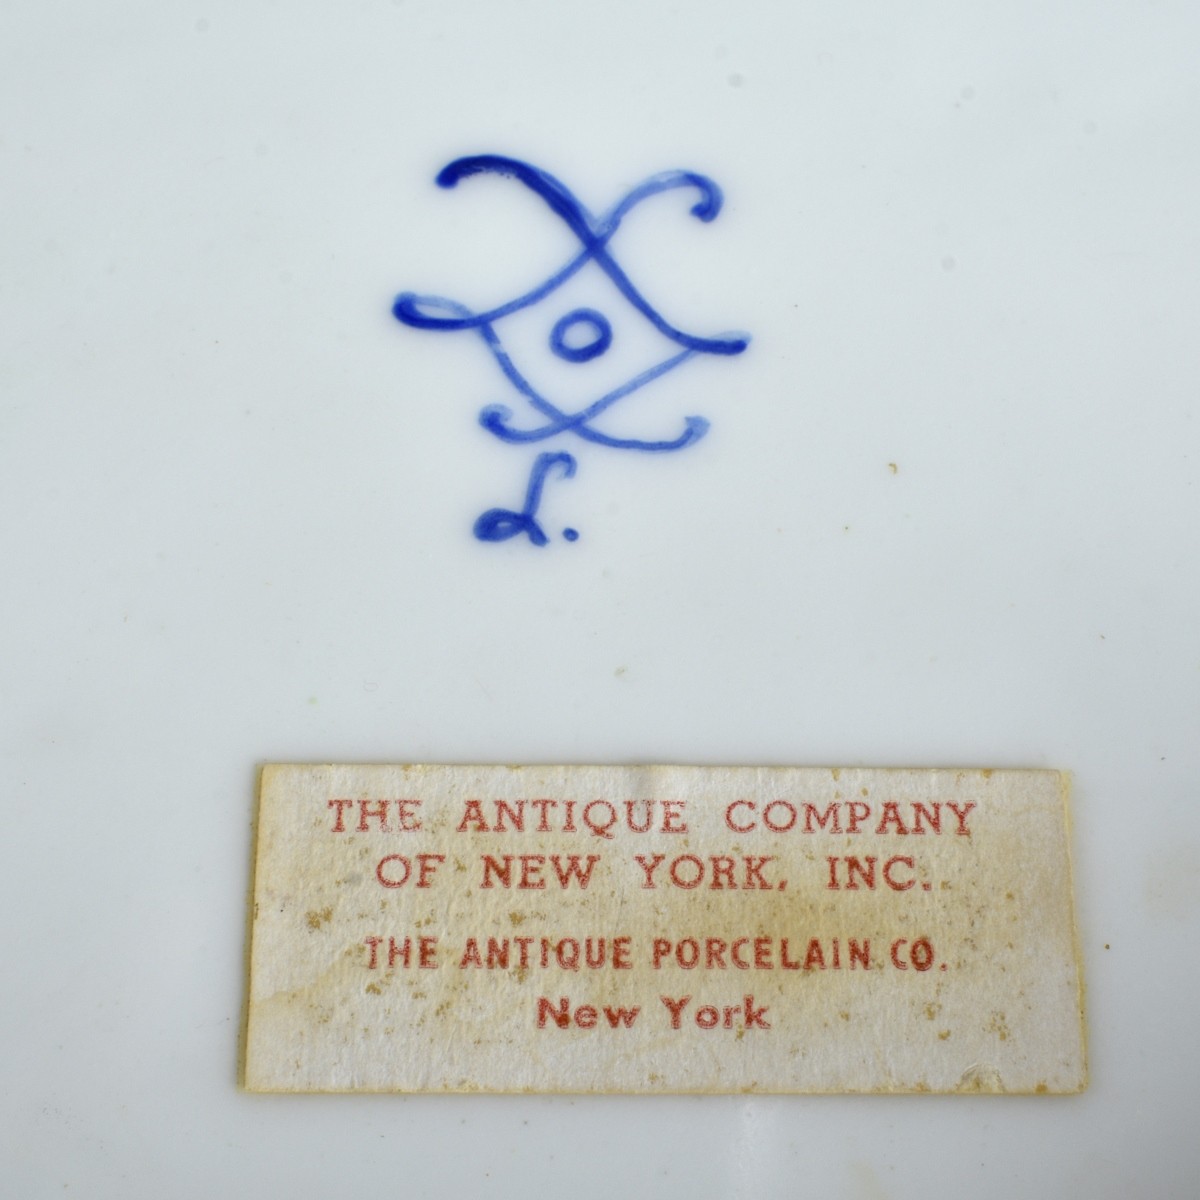 L.
THE ANTIQUE COMPANY
OF NEW YORK, INC.
THE ANTIQUE PORCELAIN CO.
New York